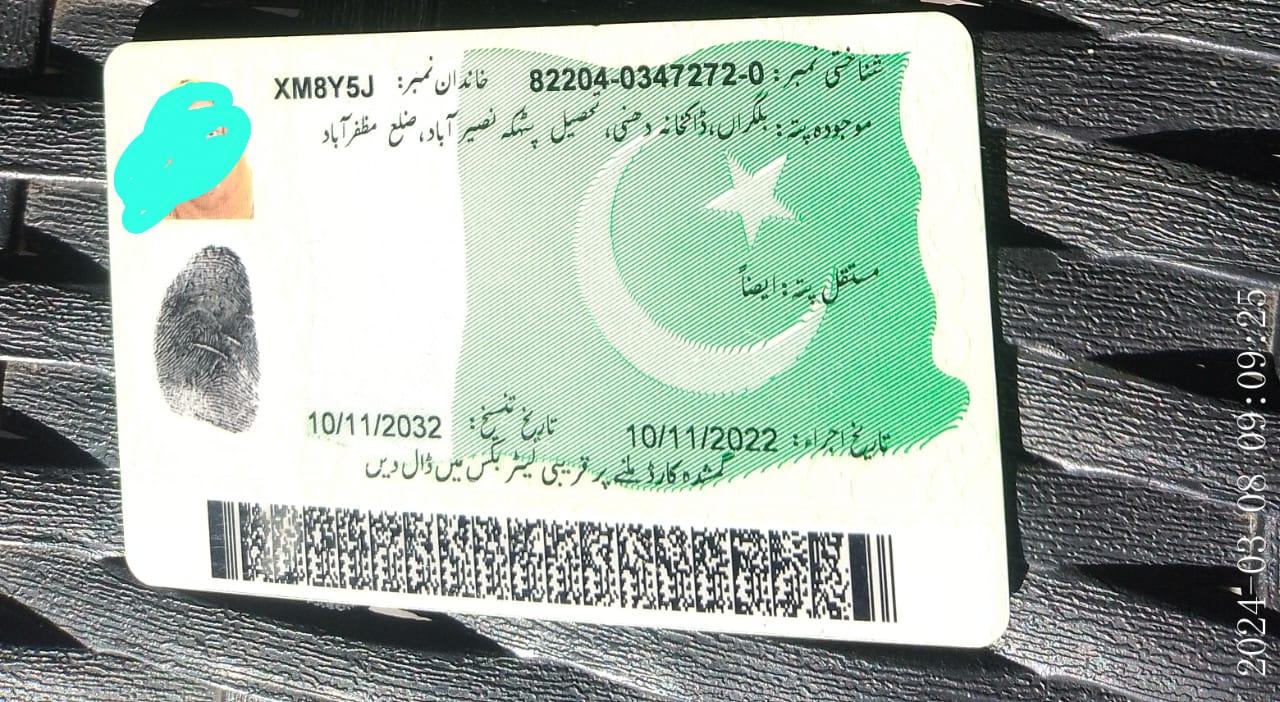 شناختی نمبر: 82204-0347272-0 خاندان نمبر: XM8Y5J
موجودہ پتہ: بلگراں، ڈاکخانہ دھنی، تحصیل پٹہکہ نصیر آباد، ضلع مظفرآباد
مستقل پتہ: ایضاً
تاریخ اجراء: 10/11/2022 تاریخ تنسیخ: 10/11/2032
گمشدہ کارڈ ملنے پر قریبی لیٹر بکس میں ڈال دیں
2024-03-08 09:09:25